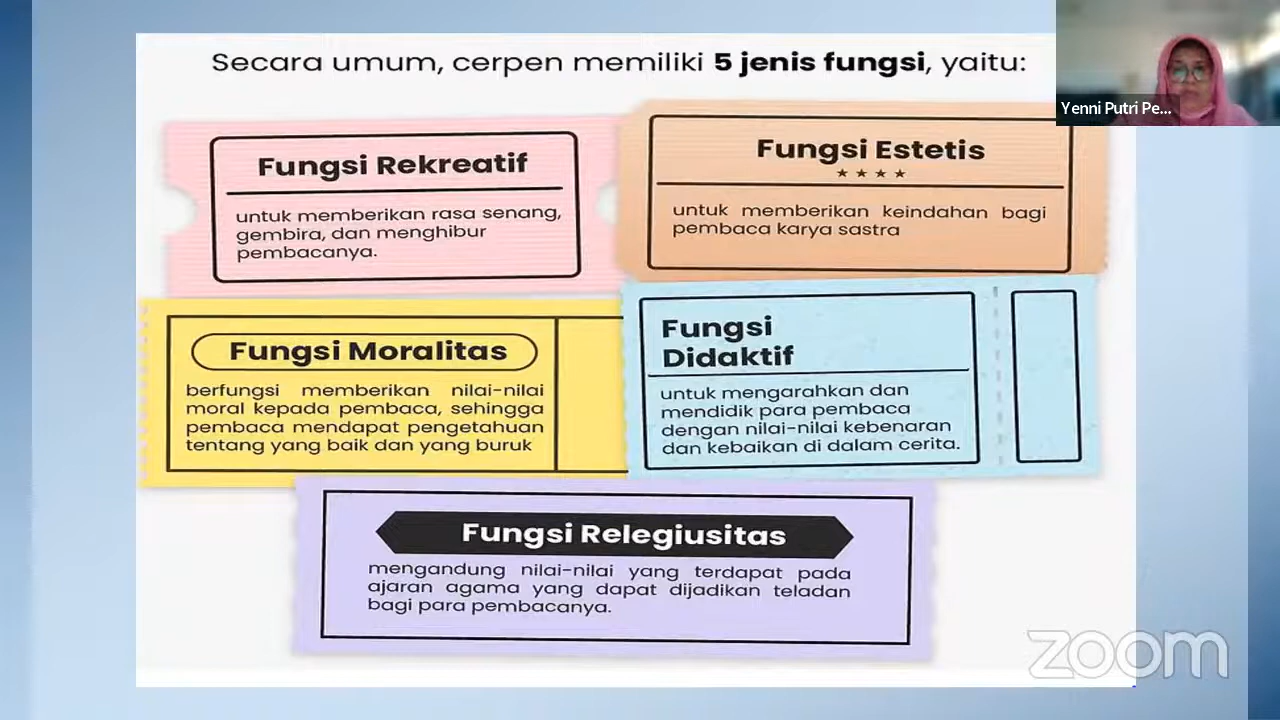 Secara umum, cerpen memiliki 5 jenis fungsi, yaitu:
Yenni Putri Pe...
Fungsi Rekreatif
untuk memberikan rasa senang,
gembira, dan menghibur
pembacanya.
Fungsi Estetis
untuk memberikan keindahan bagi
pembaca karya sastra
Fungsi Moralitas
berfungsi memberikan nilai-nilai
moral kepada pembaca, sehingga
pembaca mendapat pengetahuan
tentang yang baik dan yang buruk
Fungsi
Didaktif
untuk mengarahkan dan
mendidik para pembaca
dengan nilai-nilai kebenaran
dan kebaikan di dalam cerita.
Fungsi Relegiusitas
mengandung nilai-nilai yang terdapat pada
ajaran agama yang dapat dijadikan teladan
bagi para pembacanya.
zoom